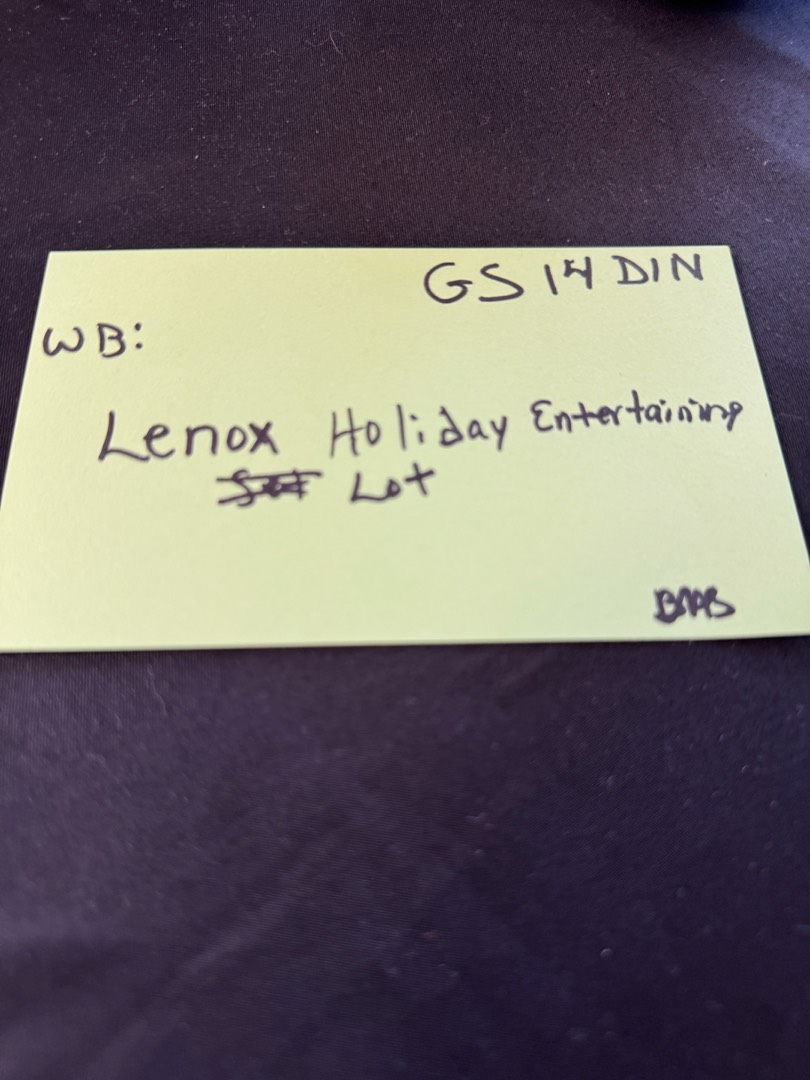 GS 14 DIN
WB:
Lenox Holiday Entertaining
Lot